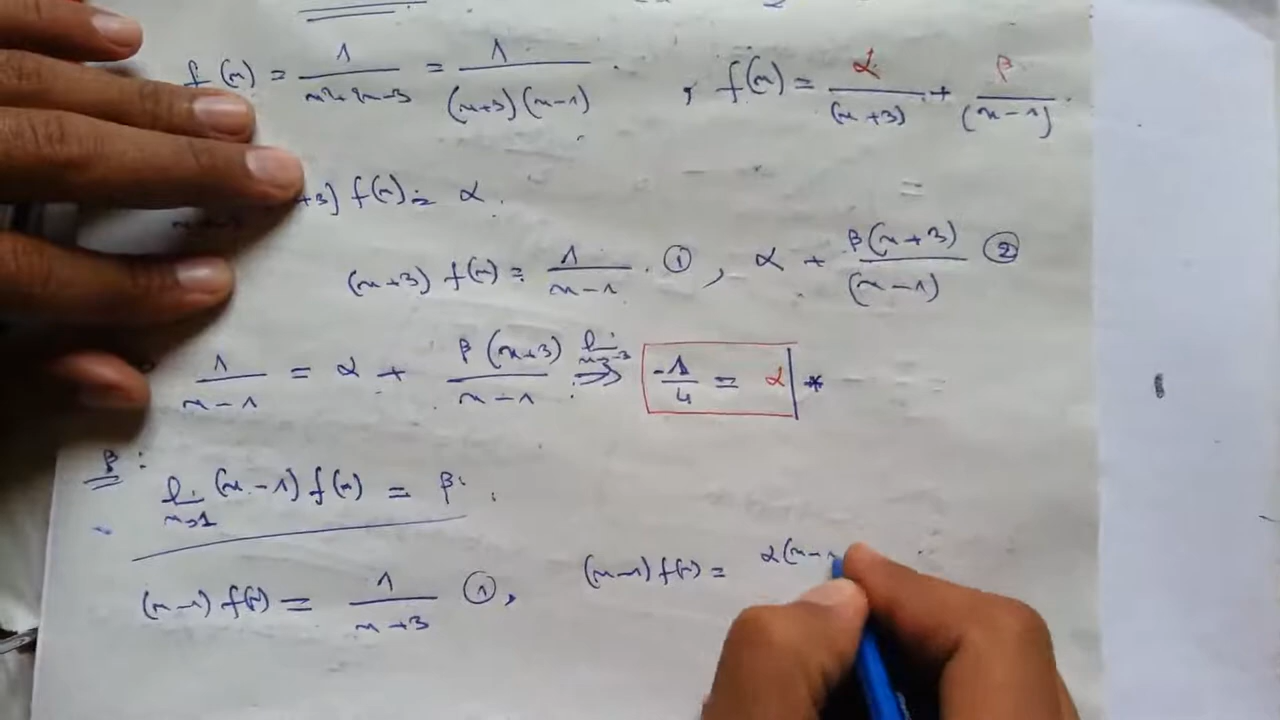 f(x) = 1/(x²+2x-3) = 1/((x+3)(x-1)) , f(x) = α/(x+3) + β/(x-1).
+3) f(x) = α.
(x+3) f(x) = 1/(x-1) . ① , α + β(x+3)/(x-1) ②
1/(x-1) = α + β(x+3)/(x-1) lim x→-3 ⇒ -1/4 = α *
β :
lim x→1 (x-1) f(x) = β .
(x-1) f(x) = 1/(x+3) ① , (x-1) f(x) = α(x-1